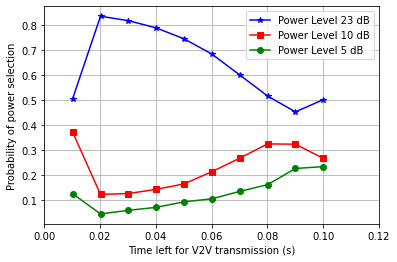 Power Level 23 dB
Power Level 10 dB
Power Level 5 dB
Probability of power selection
0.8
0.7
0.6
0.5
0.4
0.3
0.2
0.1
0.00 0.02 0.04 0.06 0.08 0.10 0.12
Time left for V2V transmission (s)